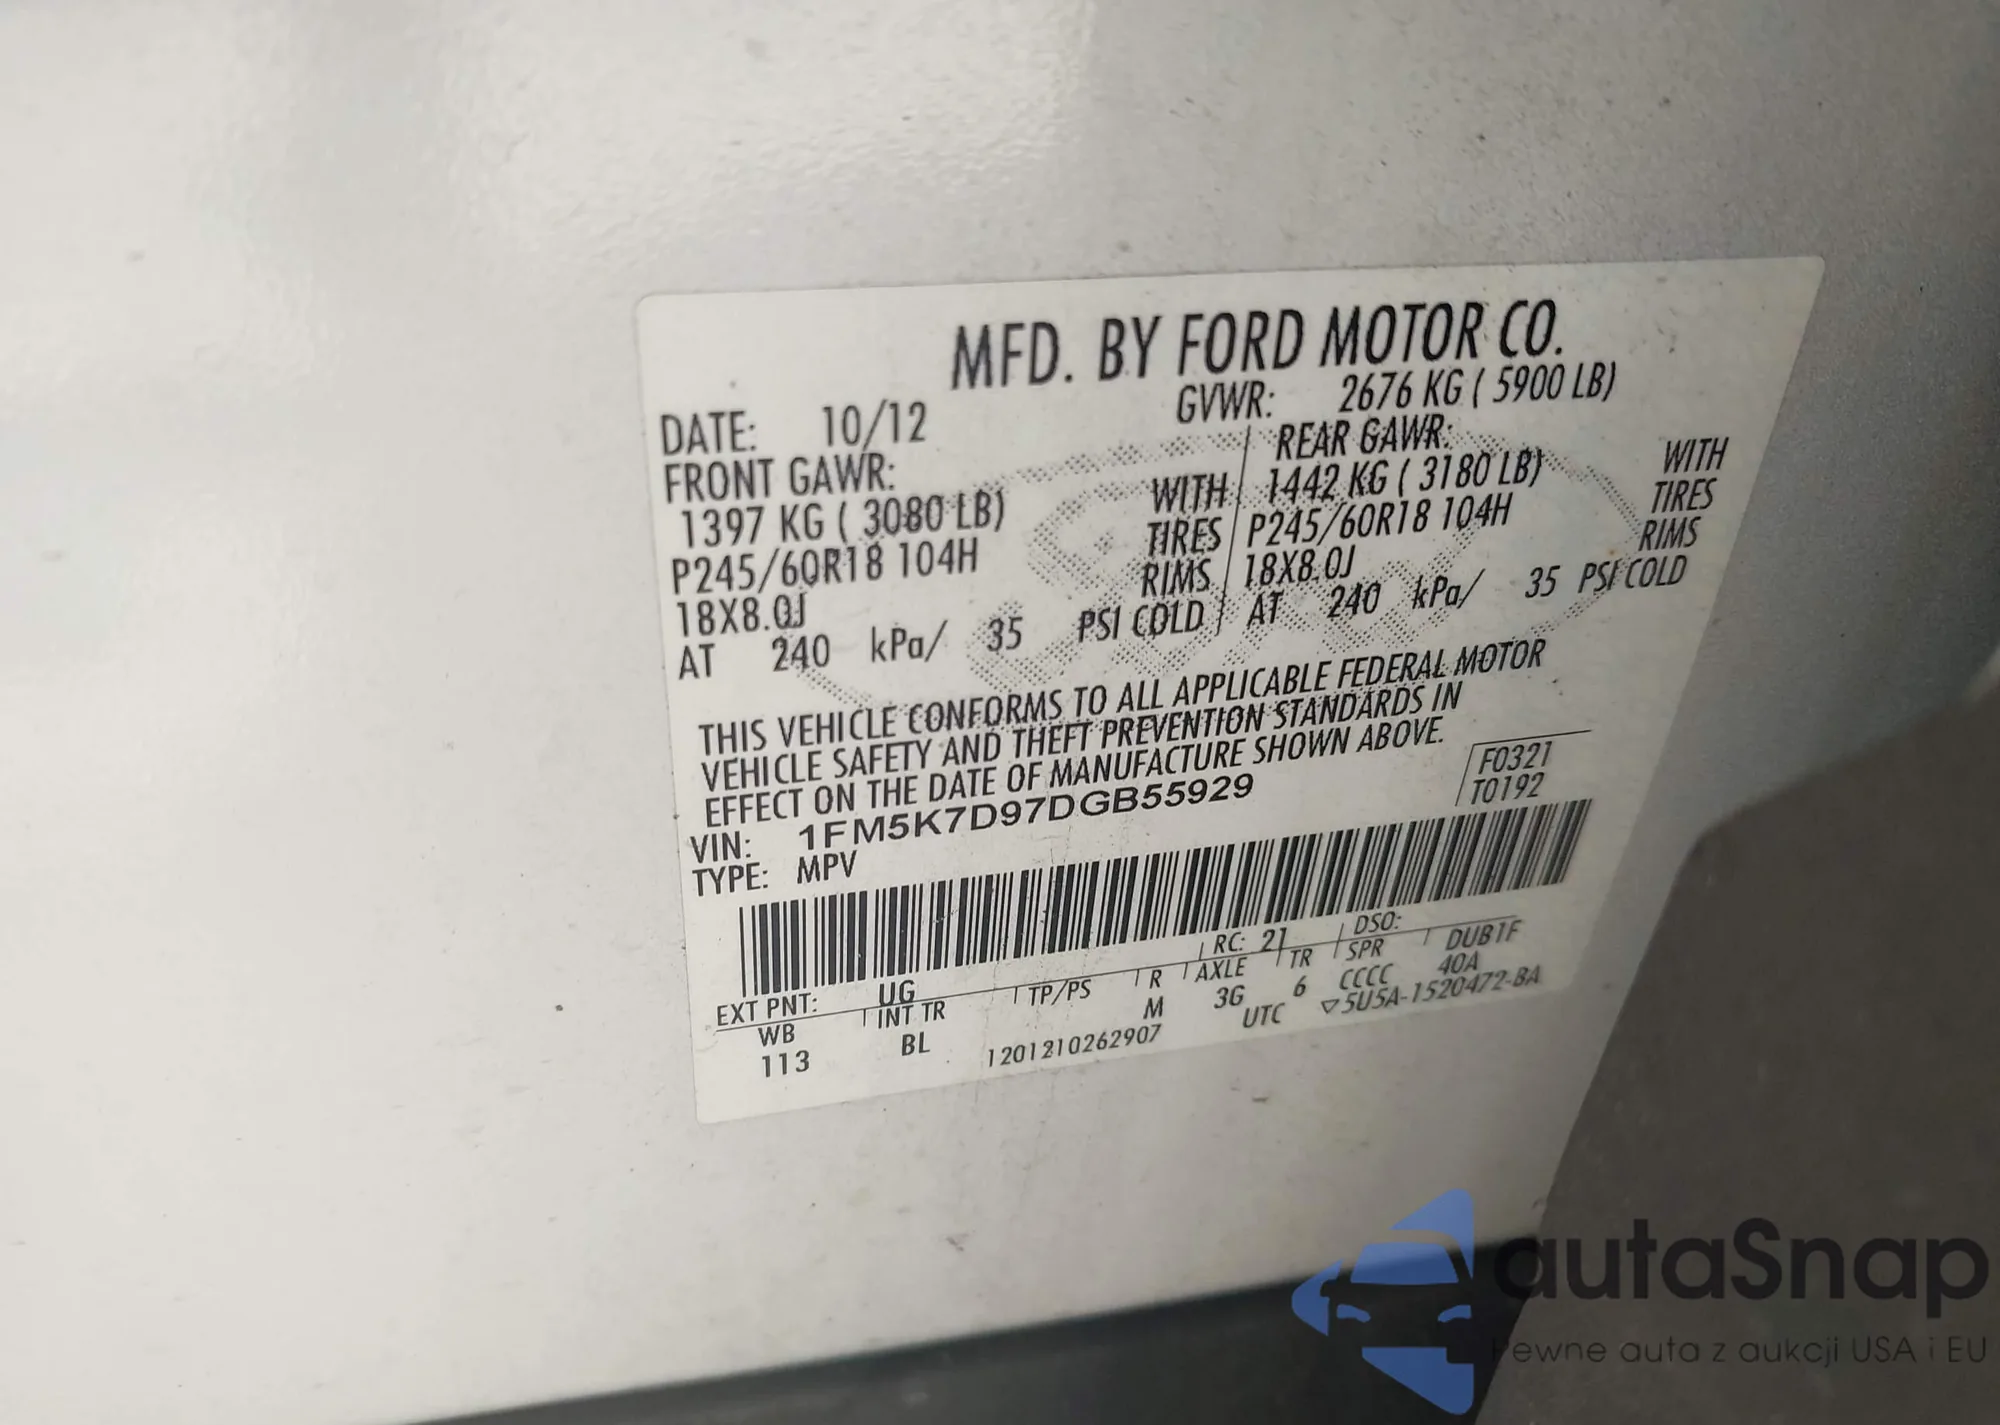 MFD. BY FORD MOTOR CO.
DATE: 10/12 GVWR: 2676 KG ( 5900 LB)
FRONT GAWR: REAR GAWR:
1397 KG ( 3080 LB) WITH 1442 KG ( 3180 LB) WITH
P245/60R18 104H TIRES P245/60R18 104H TIRES
18X8.0J RIMS 18X8.0J RIMS
AT 240 kPa/ 35 PSI COLD AT 240 kPa/ 35 PSI COLD
THIS VEHICLE CONFORMS TO ALL APPLICABLE FEDERAL MOTOR
VEHICLE SAFETY AND THEFT PREVENTION STANDARDS IN
EFFECT ON THE DATE OF MANUFACTURE SHOWN ABOVE.
VIN: 1FM5K7D97DGB55929 F0321
TYPE: MPV T0192
EXT PNT: UG RC: 21 DSO:
WB INT TR TP/PS R AXLE TR SPR DUB1F
113 BL M 3G 6 CCCC 40A
1201210262907 UTC ▽5U5A-1520472-BA
autaSnap
Pewne auta z aukcji USA i EU